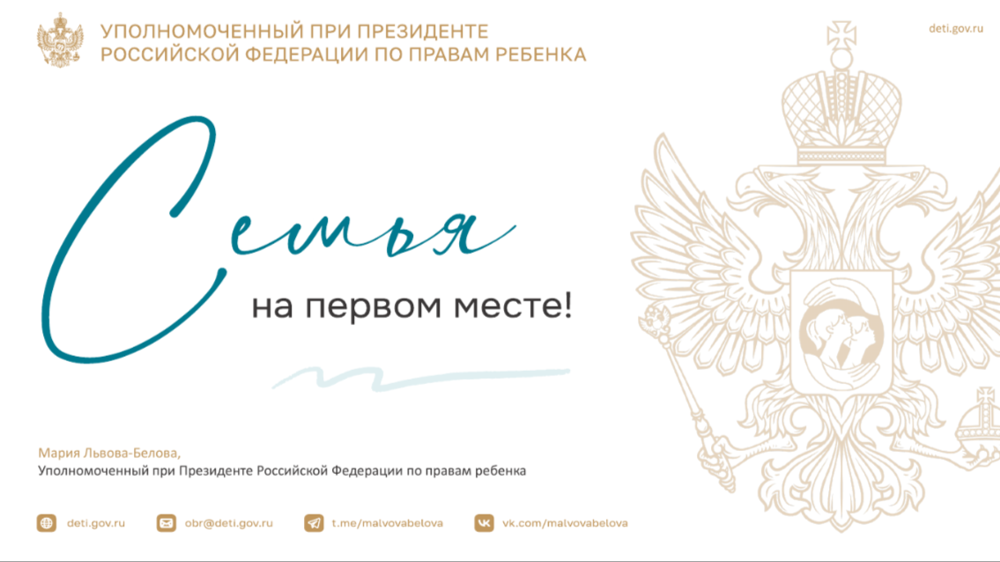 УПОЛНОМОЧЕННЫЙ ПРИ ПРЕЗИДЕНТЕ
РОССИЙСКОЙ ФЕДЕРАЦИИ ПО ПРАВАМ РЕБЕНКА
deti.gov.ru
Семья
на первом месте!
Мария Львова-Белова,
Уполномоченный при Президенте Российской Федерации по правам ребенка
deti.gov.ru
obr@deti.gov.ru
t.me/malvovabelova
vk.com/malvovabelova